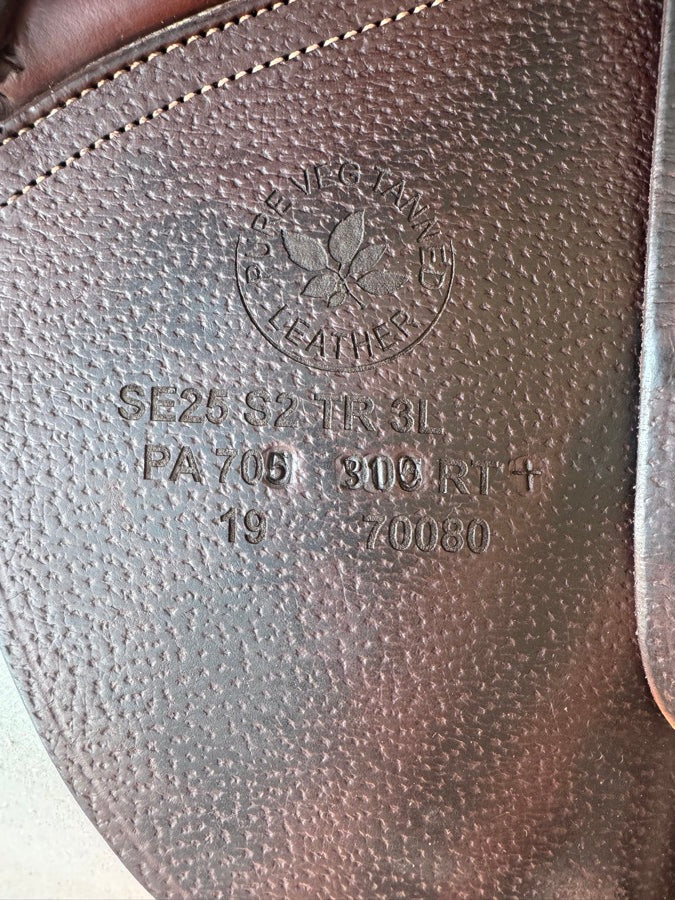 PURE VEG TANNED
LEATHER
SE25 S2 TR 3L
PA 705 RT +
19 70080